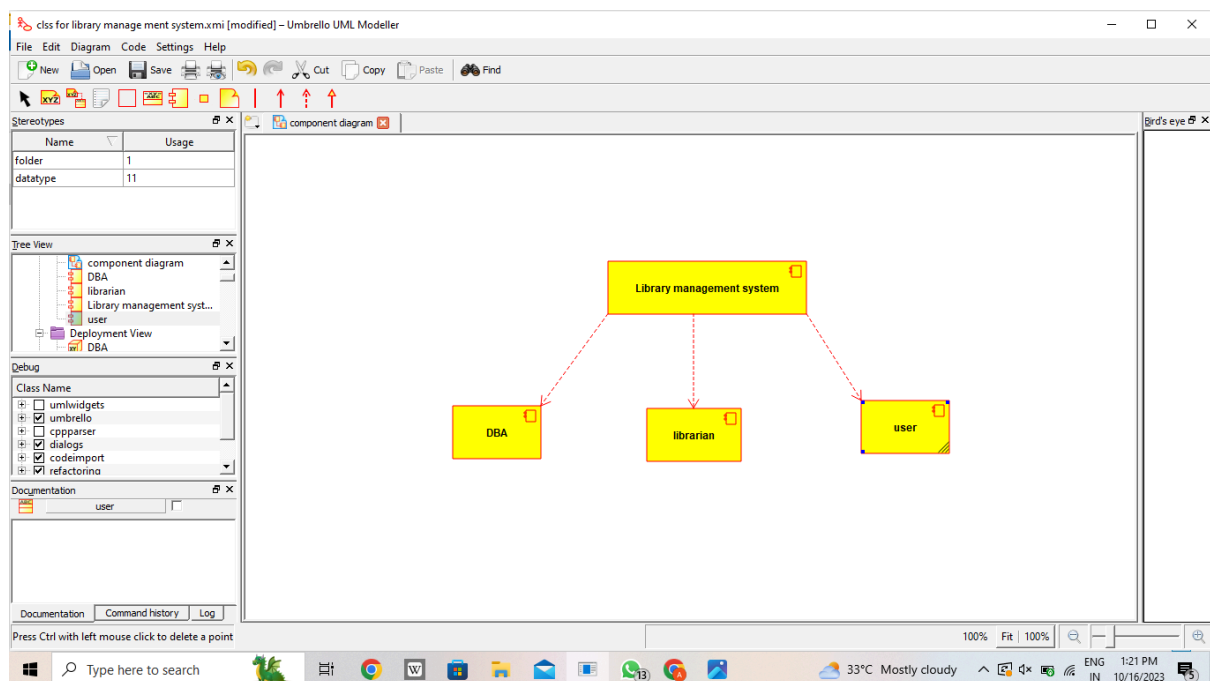 clss for library manage ment system.xmi [modified] – Umbrello UML Modeller
File Edit Diagram Code Settings Help
New Open Save Cut Copy Paste Find
XYZ
Stereotypes
Name Usage
folder 1
datatype 11
component diagram
Bird's eye
Tree View
component diagram
DBA
librarian
Library management syst...
user
Deployment View
DBA
Debug
Class Name
umlwidgets
umbrello
cppparser
dialogs
codeimport
refactoring
Documentation
user
Documentation Command history Log
Library management system
DBA
librarian
user
Press Ctrl with left mouse click to delete a point
100% Fit 100%
Type here to search
W
13
A
33°C Mostly cloudy
ENG
IN
1:21 PM
10/16/2023
5